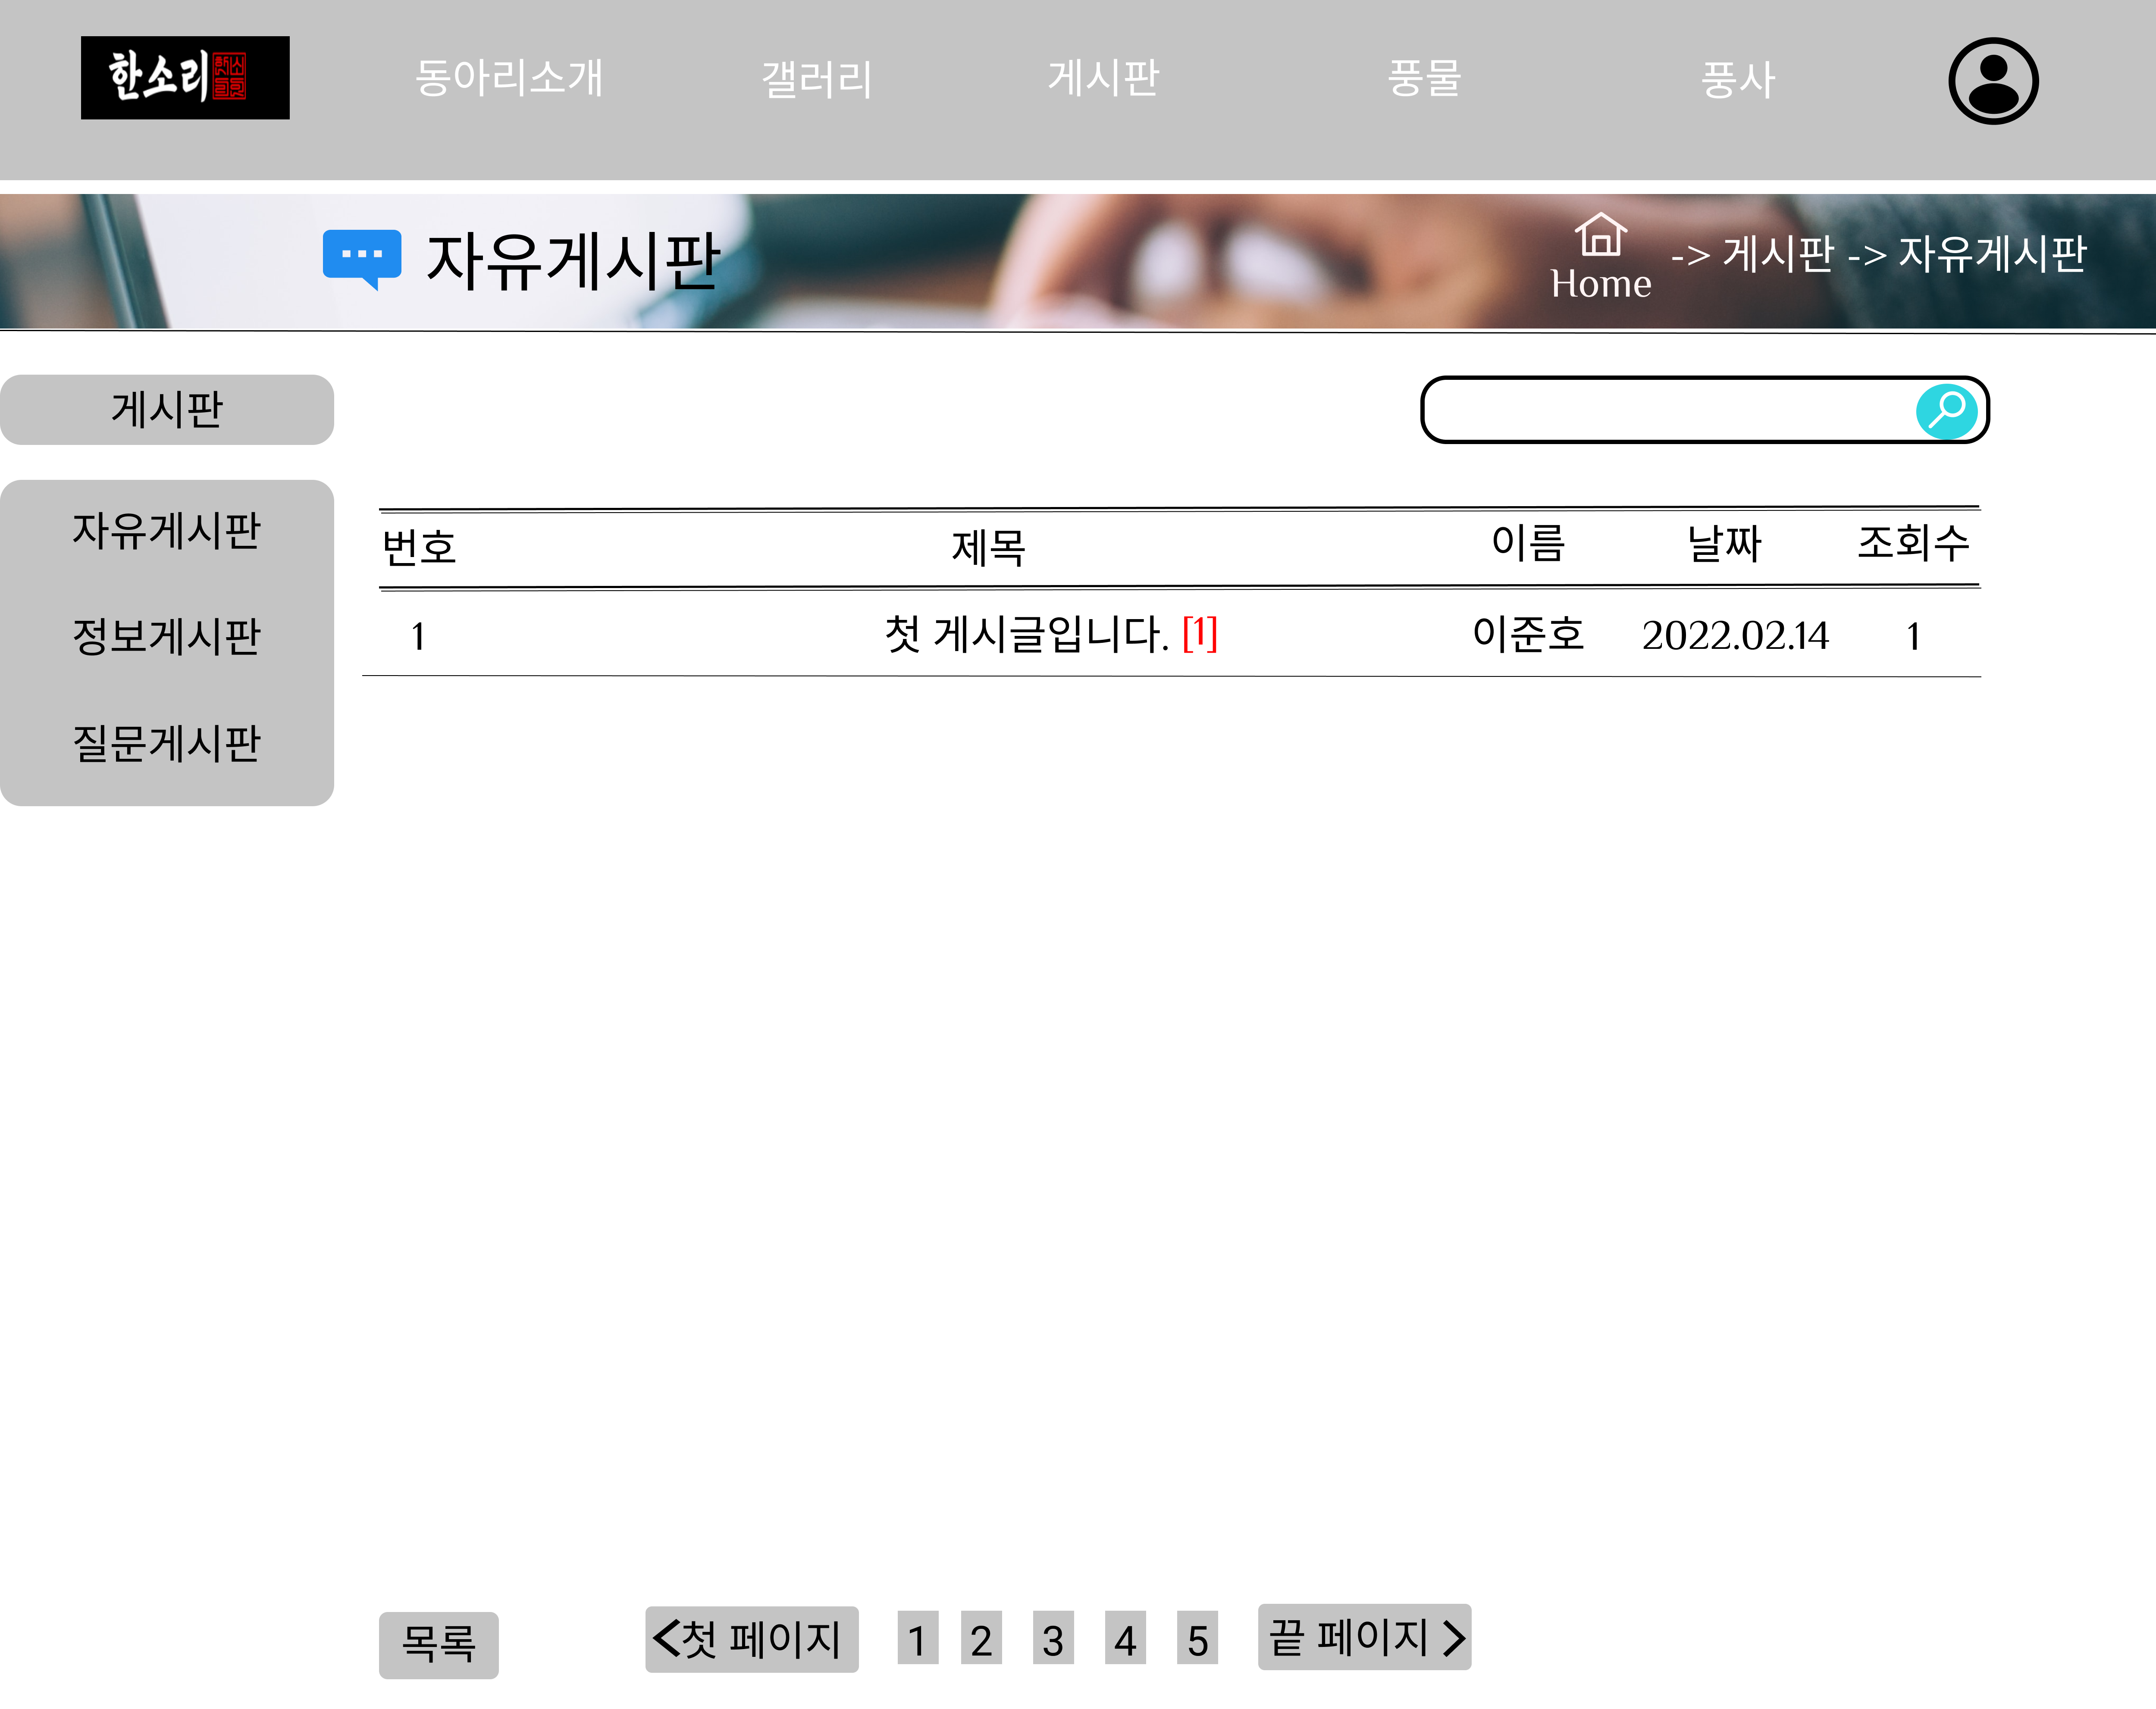 한소리
동아리소개 갤러리 게시판 풍물 풍사
자유게시판
Home -> 게시판 -> 자유게시판
게시판
자유게시판
정보게시판
질문게시판
번호 제목 이름 날짜 조회수
1 첫 게시글입니다. [1] 이준호 2022.02.14 1
목록 첫 페이지 1 2 3 4 5 끝 페이지